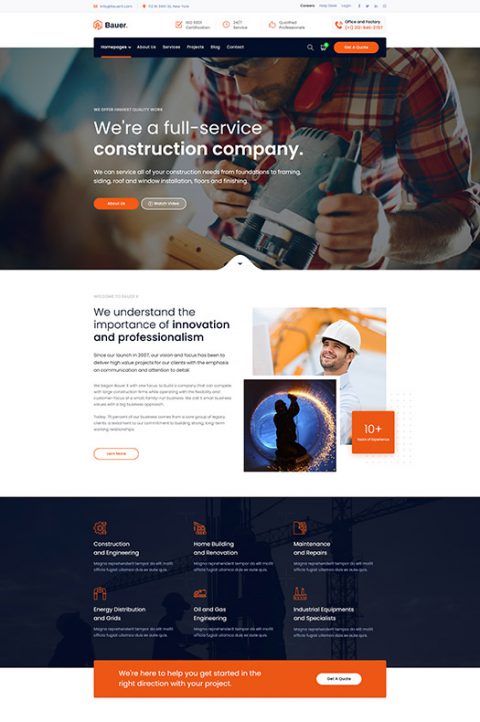 Careers Help Desk Login
Bauer.
ISO 9001
Certification
24/7
Service
Qualified
Professionals
Office and Factory
Homepages About Us Services Projects Blog Contact
Get A Quote
WE OFFER HIGHEST QUALITY WORK
We're a full-service
construction company.
We can service all of your construction needs from foundations to framing,
siding, roof and window installation, floors and finishing.
About Us Watch Video
WELCOME TO BAUER X
We understand the
importance of innovation
and professionalism
Since our launch in 2007, our vision and focus has been to
deliver high value projects for our clients with the emphasis
on communication and attention to detail.
We began Bauer X with one focus: to build a company that can compete
with large construction firms while operating with the flexibility and
customer-focus of a small, family-run business. We call it small business
values with a big business approach.
Today, 75 percent of our business comes from a core group of legacy
clients: a testament to our commitment to building strong, long-term
working relationships.
Learn More
10+
Years of Experience
Construction
and Engineering
Magna reprehenderit tempor do elit mollit
officia fugiat ullamco duis ex aute quis.
Home Building
and Renovation
Magna reprehenderit tempor do elit mollit
officia fugiat ullamco duis ex aute quis.
Maintenance
and Repairs
Magna reprehenderit tempor do elit mollit
officia fugiat ullamco duis ex aute quis.
Energy Distribution
and Grids
Magna reprehenderit tempor do elit mollit
officia fugiat ullamco duis ex aute quis.
Oil and Gas
Engineering
Magna reprehenderit tempor do elit mollit
officia fugiat ullamco duis ex aute quis.
Industrial Equipments
and Specialists
Magna reprehenderit tempor do elit mollit
officia fugiat ullamco duis ex aute quis.
We're here to help you get started in the
right direction with your project.
Get A Quote